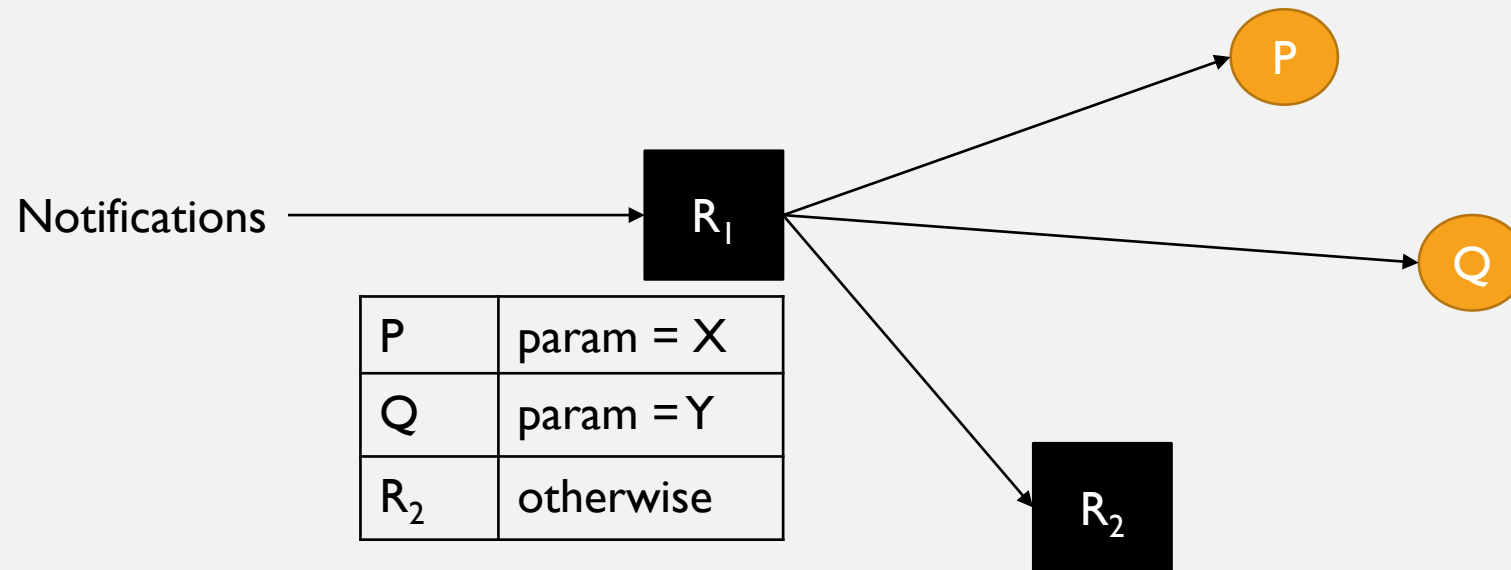 P
Notifications
R₁
Q
P param = X
Q param = Y
R₂ otherwise
R₂